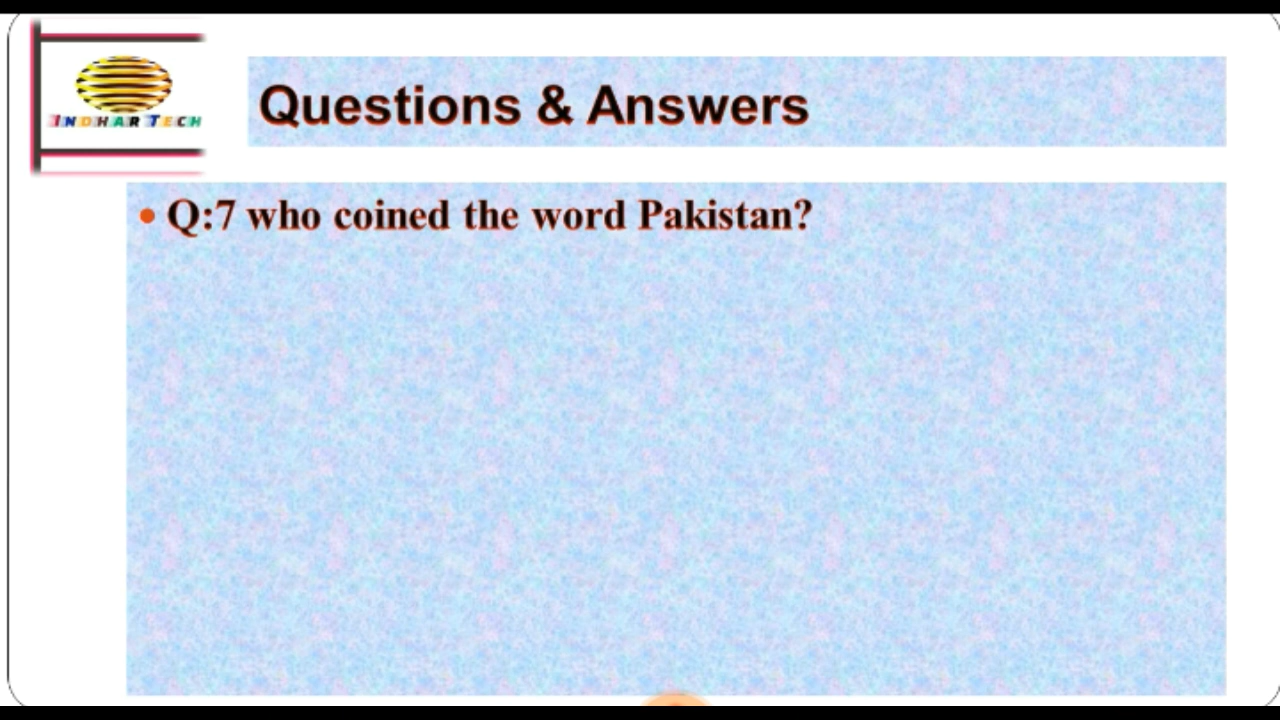 INDHAR TECH
Questions & Answers
• Q:7 who coined the word Pakistan?